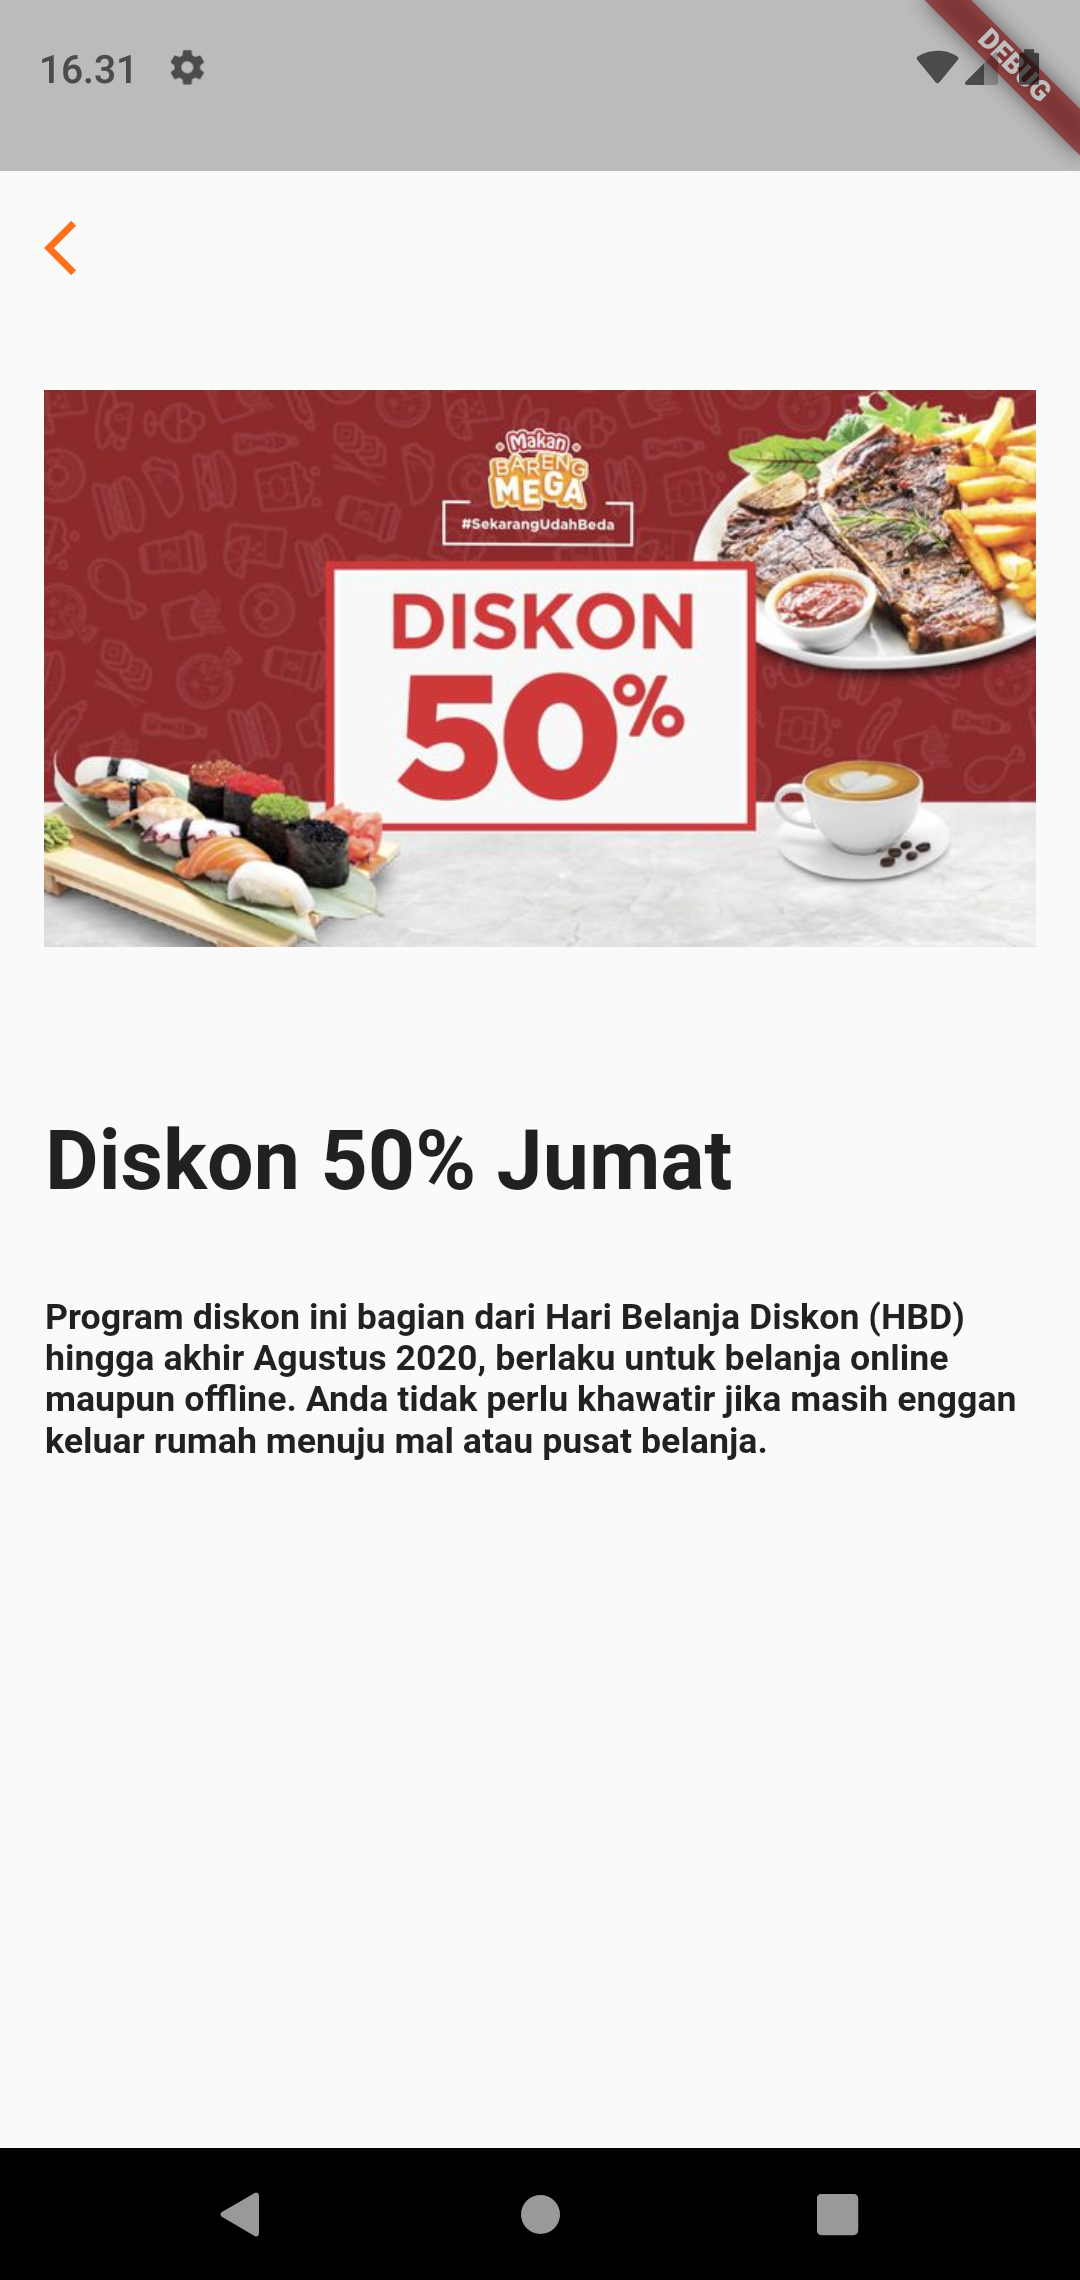 16.31
DEBUG
Makan
BARENG
MEGA
#SekarangUdahBeda
DISKON
50%
Diskon 50% Jumat
Program diskon ini bagian dari Hari Belanja Diskon (HBD)
hingga akhir Agustus 2020, berlaku untuk belanja online
maupun offline. Anda tidak perlu khawatir jika masih enggan
keluar rumah menuju mal atau pusat belanja.